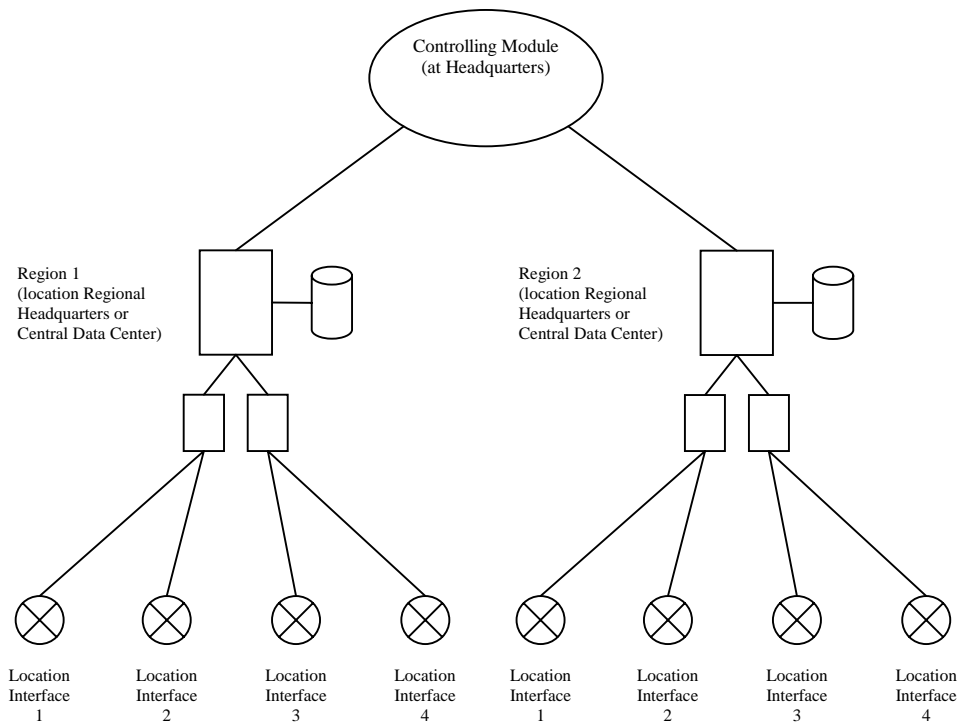 Controlling Module
(at Headquarters)
Region 1
(location Regional
Headquarters or
Central Data Center)
Region 2
(location Regional
Headquarters or
Central Data Center)
Location
Interface
1
Location
Interface
2
Location
Interface
3
Location
Interface
4
Location
Interface
1
Location
Interface
2
Location
Interface
3
Location
Interface
4